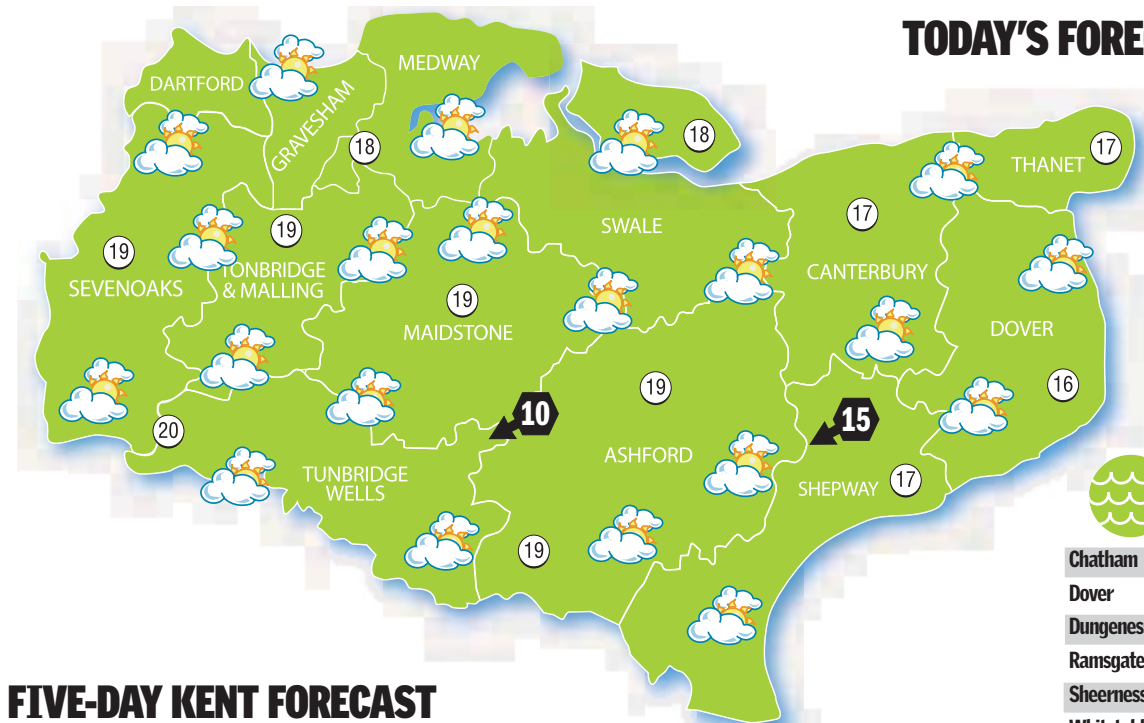 TODAY'S FORE
MEDWAY
DARTFORD
GRAVESHAM
18
18
THANET
17
SWALE
17
19
19
SEVENOAKS
TONBRIDGE
& MALLING
CANTERBURY
19
MAIDSTONE
DOVER
19
16
10
15
20
ASHFORD
TUNBRIDGE
WELLS
SHEPWAY
17
19
Chatham
Dover
Dungenes
Ramsgate
Sheerness
FIVE-DAY KENT FORECAST